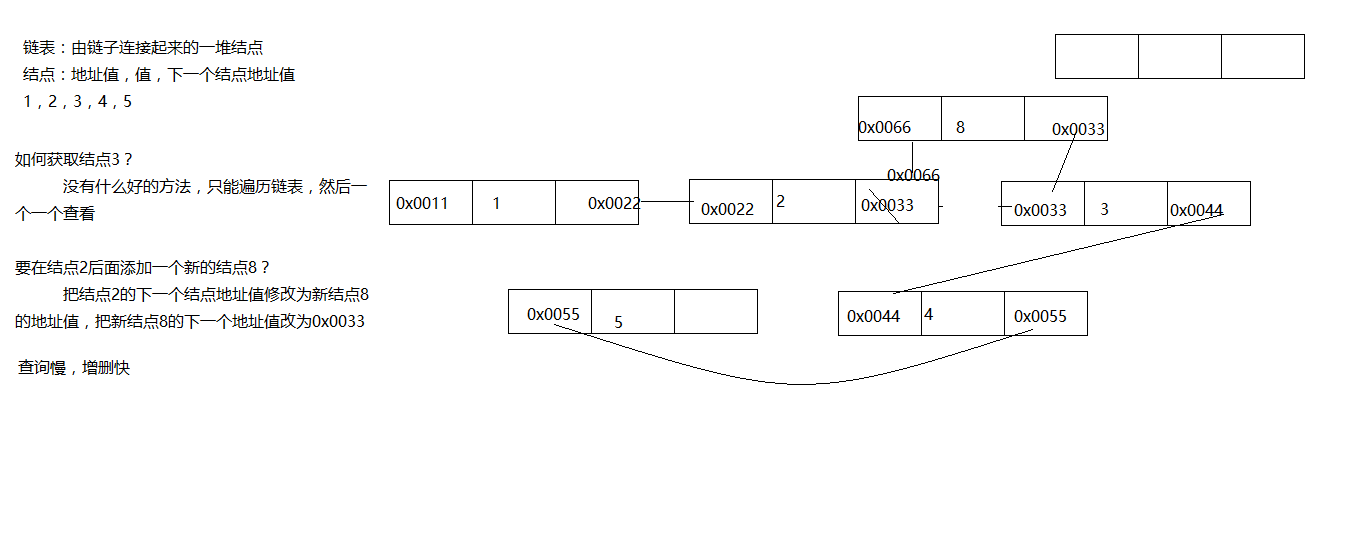 链表：由链子连接起来的一堆结点
结点：地址值，值，下一个结点地址值
1，2，3，4，5
如何获取结点3？
没有什么好的方法，只能遍历链表，然后一
个一个查看
要在结点2后面添加一个新的结点8？
把结点2的下一个结点地址值修改为新结点8
的地址值，把新结点8的下一个地址值改为0x0033
查询慢，增删快
0x0066 8 0x0033
0x0066
0x0011 1 0x0022
0x0022 2 0x0033
0x0033 3 0x0044
0x0055 5
0x0044 4 0x0055